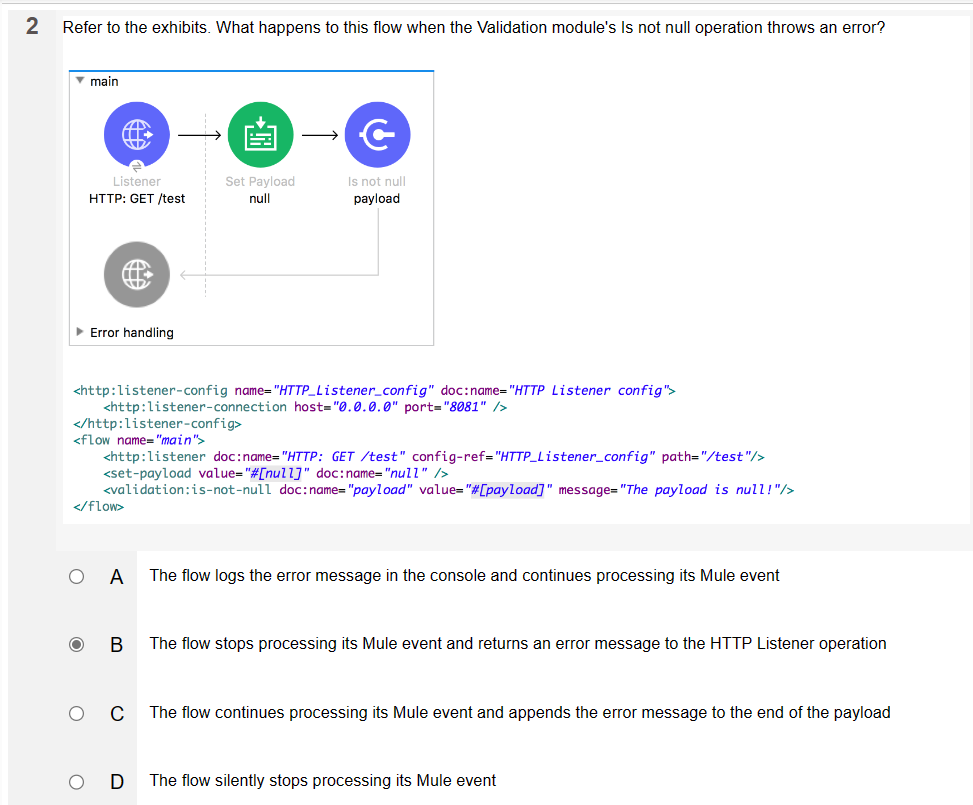 2 Refer to the exhibits. What happens to this flow when the Validation module's Is not null operation throws an error?
main
Listener Set Payload Is not null
HTTP: GET /test null payload
Error handling
<http:listener-config name="HTTP_Listener_config" doc:name="HTTP Listener config">
<http:listener-connection host="0.0.0.0" port="8081" />
</http:listener-config>
<flow name="main">
<http:listener doc:name="HTTP: GET /test" config-ref="HTTP_Listener_config" path="/test"/>
<set-payload value="#[null]" doc:name="null" />
<validation:is-not-null doc:name="payload" value="#[payload]" message="The payload is null!"/>
</flow>
A The flow logs the error message in the console and continues processing its Mule event
B The flow stops processing its Mule event and returns an error message to the HTTP Listener operation
C The flow continues processing its Mule event and appends the error message to the end of the payload
D The flow silently stops processing its Mule event